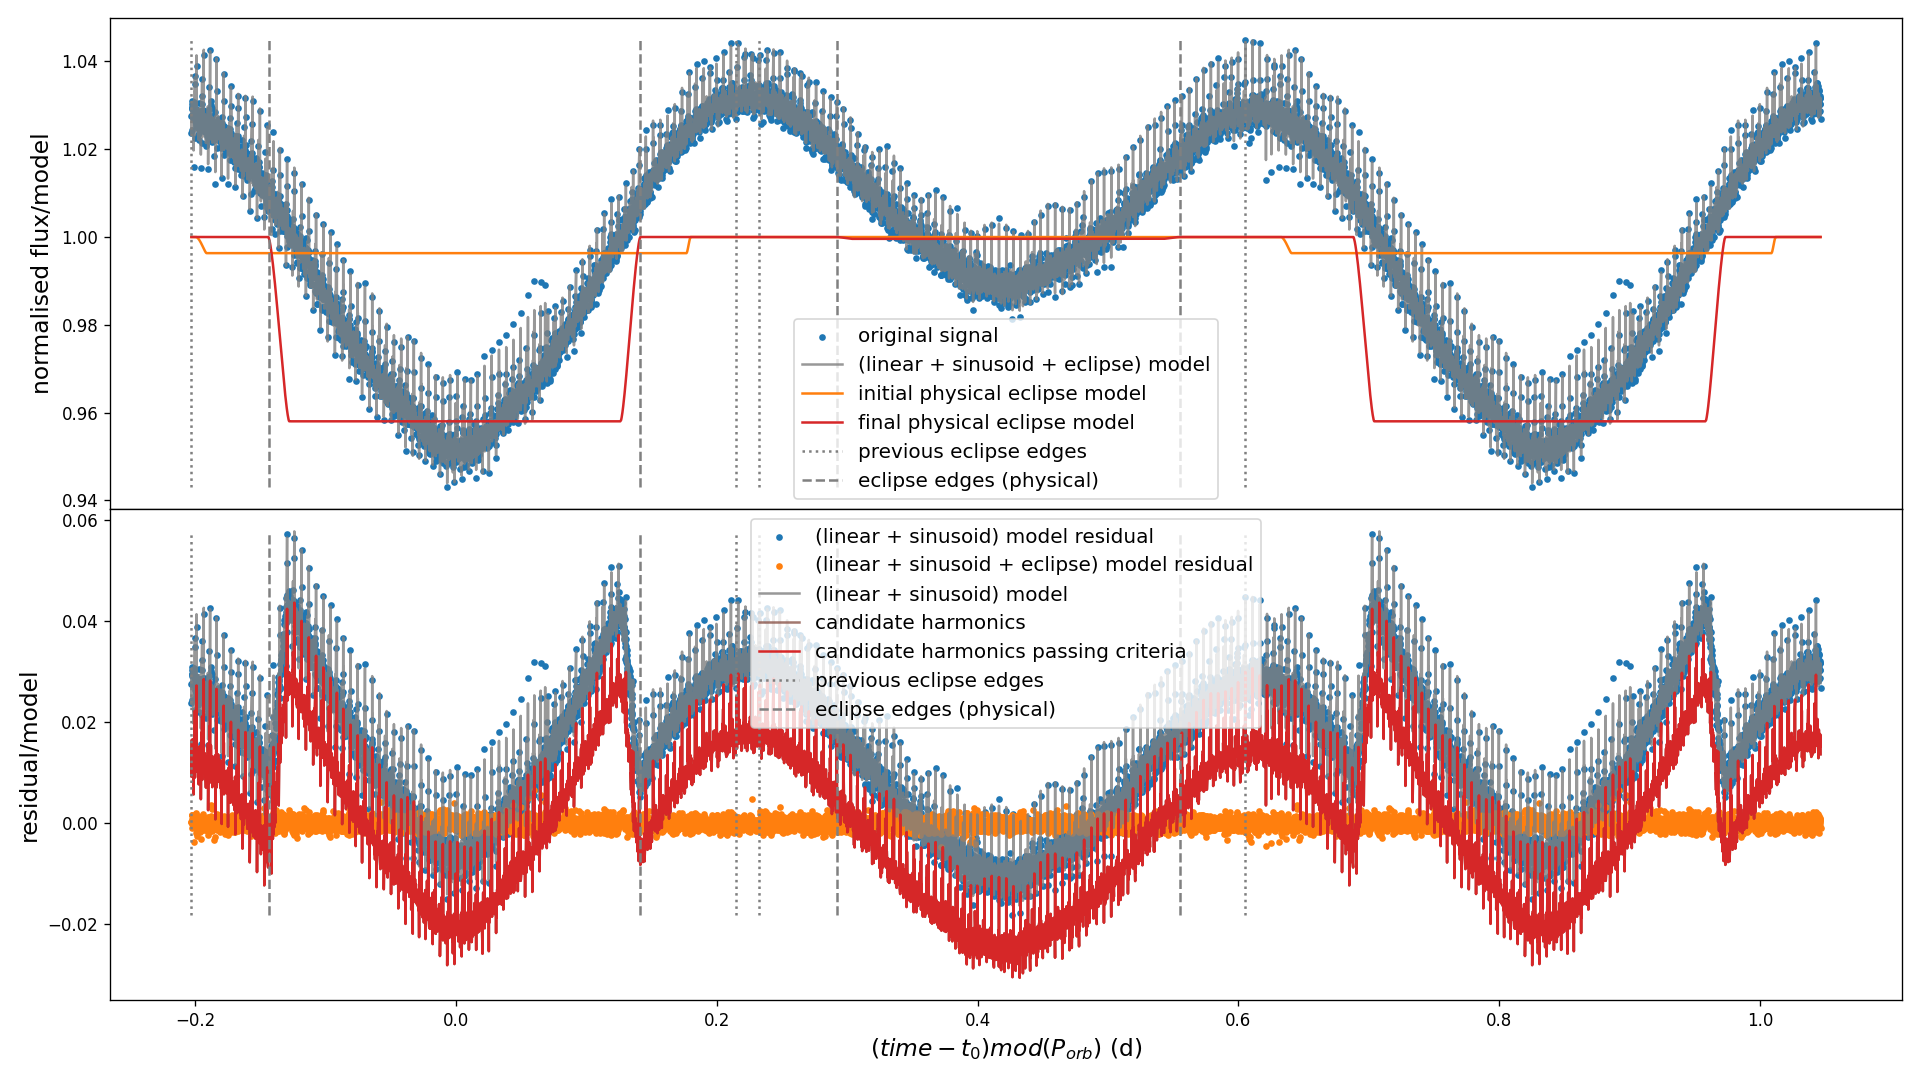 normalised flux/model
1.04
1.02
1.00
0.98
0.96
0.94
original signal
(linear + sinusoid + eclipse) model
initial physical eclipse model
final physical eclipse model
previous eclipse edges
eclipse edges (physical)
residual/model
0.06
0.04
0.02
0.00
−0.02
(linear + sinusoid) model residual
(linear + sinusoid + eclipse) model residual
(linear + sinusoid) model
candidate harmonics
candidate harmonics passing criteria
previous eclipse edges
eclipse edges (physical)
−0.2 0.0 0.2 0.4 0.6 0.8 1.0
(time − t₀)mod(P_orb) (d)